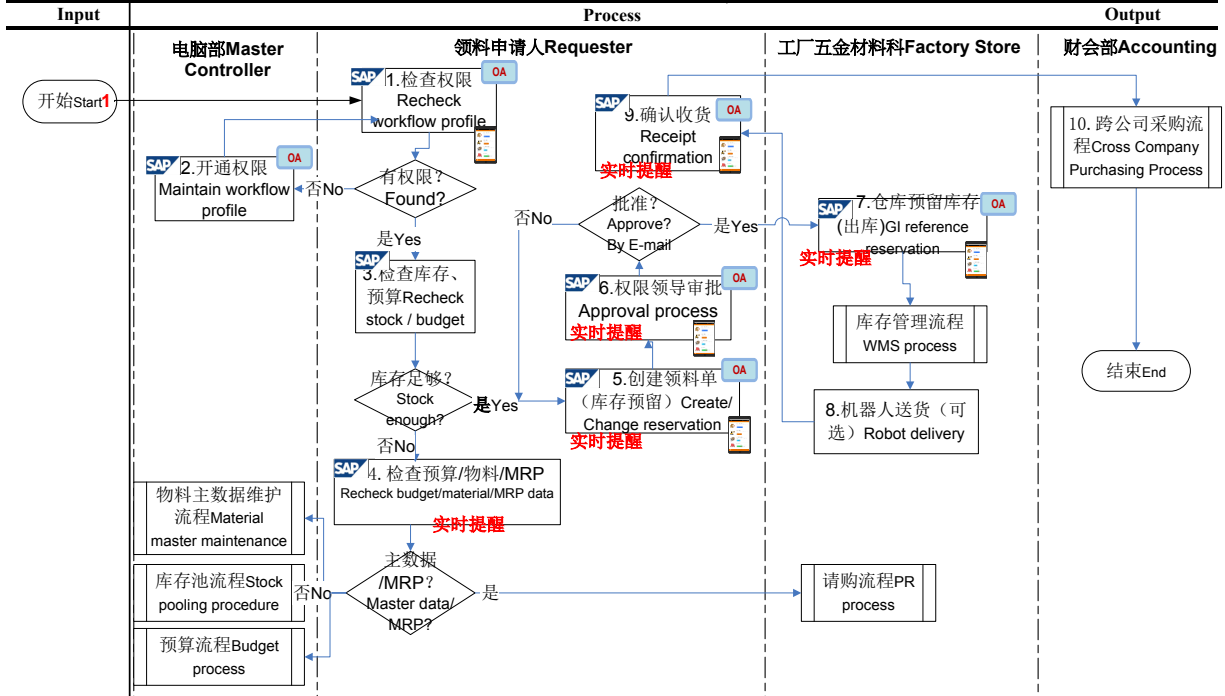 Input
Process
Output
电脑部Master
Controller
领料申请人Requester
工厂五金材料科Factory Store
财会部Accounting
开始Start1
SAP
OA
1.检查权限
Recheck
workflow profile
SAP
OA
2.开通权限
Maintain workflow
profile
否No
有权限?
Found?
是Yes
SAP
3.检查库存、
预算Recheck
stock / budget
库存足够?
Stock
enough?
是Yes
否No
SAP
4. 检查预算/物料/MRP
Recheck budget/material/MRP data
实时提醒
主数据
/MRP?
Master data/
MRP?
否No
是
物料主数据维护
流程Material
master maintenance
库存池流程Stock
pooling procedure
预算流程Budget
process
SAP
OA
9.确认收货
Receipt
confirmation
实时提醒
否No
批准?
Approve?
By E-mail
是Yes
SAP
OA
6.权限领导审批
Approval process
实时提醒
SAP
OA
5.创建领料单
(库存预留) Create/
Change reservation
实时提醒
SAP
OA
7.仓库预留库存
(出库)GI reference
reservation
实时提醒
库存管理流程
WMS process
8.机器人送货（可
选）Robot delivery
请购流程PR
process
10. 跨公司采购流
程Cross Company
Purchasing Process
结束End